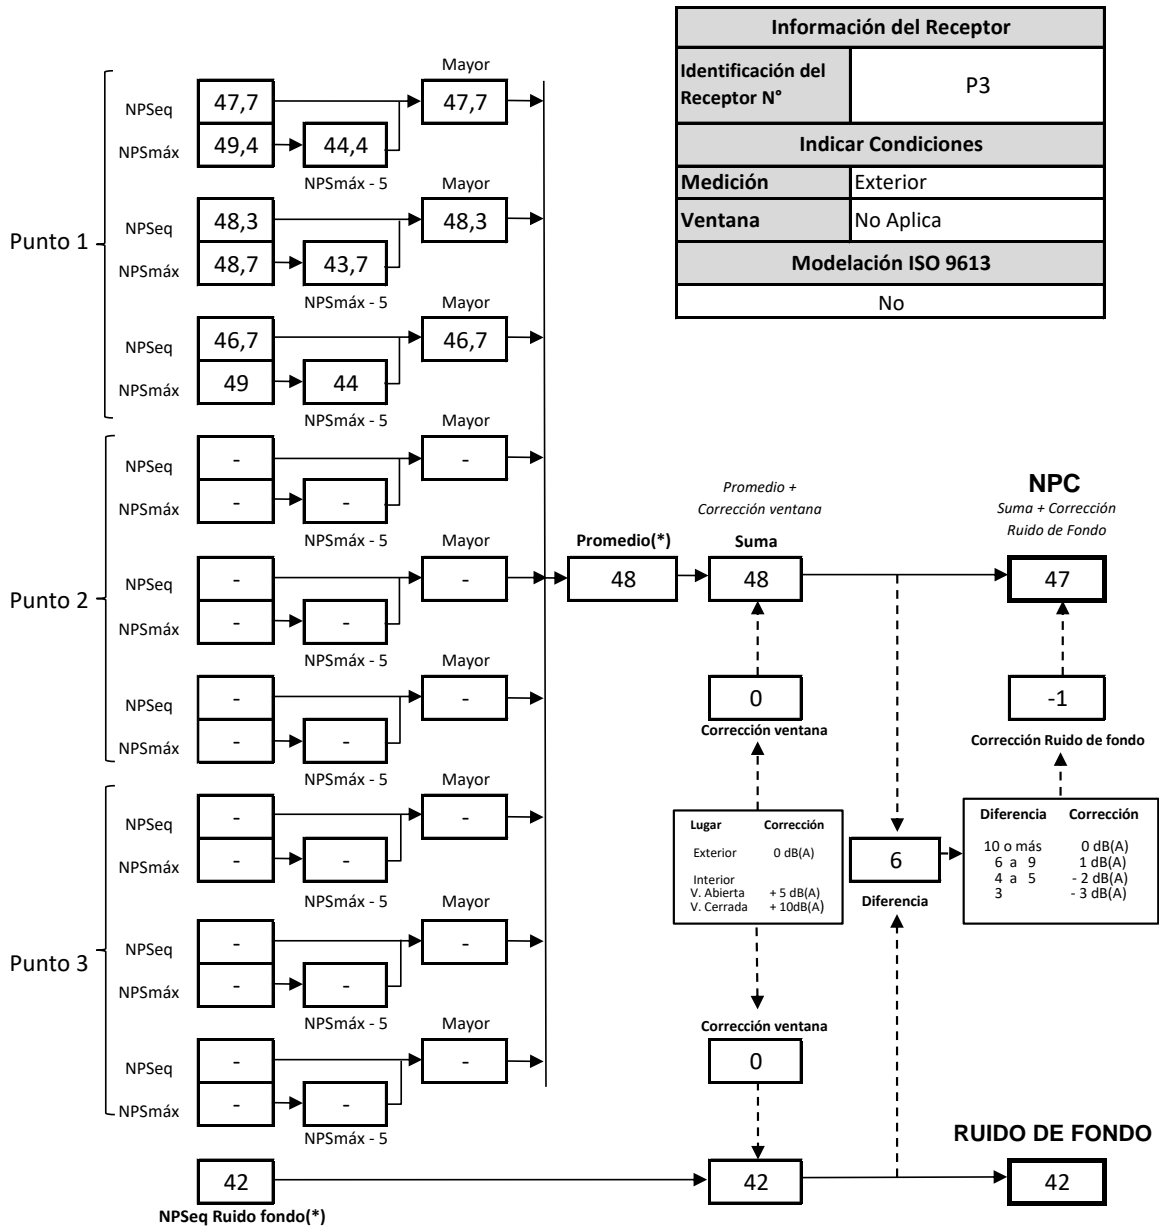 Información del Receptor
Identificación del
Receptor N°
P3
Indicar Condiciones
Medición
Exterior
Ventana
No Aplica
Modelación ISO 9613
No
Punto 1
Mayor
NPSeq
47,7
47,7
NPSmáx
49,4
44,4
NPSmáx - 5
Mayor
NPSeq
48,3
48,3
NPSmáx
48,7
43,7
NPSmáx - 5
Mayor
NPSeq
46,7
46,7
NPSmáx
49
44
NPSmáx - 5
Punto 2
Mayor
NPSeq
-
-
NPSmáx
-
-
NPSmáx - 5
Mayor
NPSeq
-
-
NPSmáx
-
-
NPSmáx - 5
Mayor
NPSeq
-
-
NPSmáx
-
-
NPSmáx - 5
Punto 3
Mayor
NPSeq
-
-
NPSmáx
-
-
NPSmáx - 5
Mayor
NPSeq
-
-
NPSmáx
-
-
NPSmáx - 5
Mayor
NPSeq
-
-
NPSmáx
-
-
NPSmáx - 5
Promedio(*)
48
Promedio +
Corrección ventana
Suma
48
NPC
Suma + Corrección
Ruido de Fondo
47
0
Corrección ventana
-1
Corrección Ruido de fondo
Lugar Corrección
Exterior 0 dB(A)
Interior
V. Abierta + 5 dB(A)
V. Cerrada + 10dB(A)
6
Diferencia
Diferencia Corrección
10 o más 0 dB(A)
6 a 9 1 dB(A)
4 a 5 - 2 dB(A)
3 - 3 dB(A)
Corrección ventana
0
RUIDO DE FONDO
42
42
42
NPSeq Ruido fondo(*)